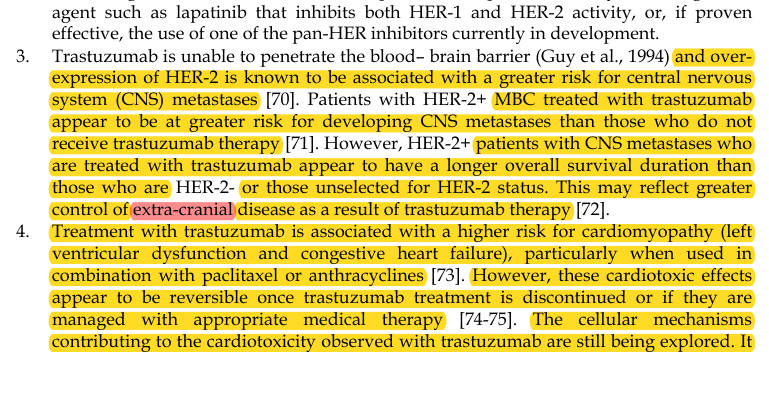 agent such as lapatinib that inhibits both HER-1 and HER-2 activity, or, if proven
effective, the use of one of the pan-HER inhibitors currently in development.
3. Trastuzumab is unable to penetrate the blood– brain barrier (Guy et al., 1994) and over-
expression of HER-2 is known to be associated with a greater risk for central nervous
system (CNS) metastases [70]. Patients with HER-2+ MBC treated with trastuzumab
appear to be at greater risk for developing CNS metastases than those who do not
receive trastuzumab therapy [71]. However, HER-2+ patients with CNS metastases who
are treated with trastuzumab appear to have a longer overall survival duration than
those who are HER-2- or those unselected for HER-2 status. This may reflect greater
control of extra-cranial disease as a result of trastuzumab therapy [72].
4. Treatment with trastuzumab is associated with a higher risk for cardiomyopathy (left
ventricular dysfunction and congestive heart failure), particularly when used in
combination with paclitaxel or anthracyclines [73]. However, these cardiotoxic effects
appear to be reversible once trastuzumab treatment is discontinued or if they are
managed with appropriate medical therapy [74-75]. The cellular mechanisms
contributing to the cardiotoxicity observed with trastuzumab are still being explored. It